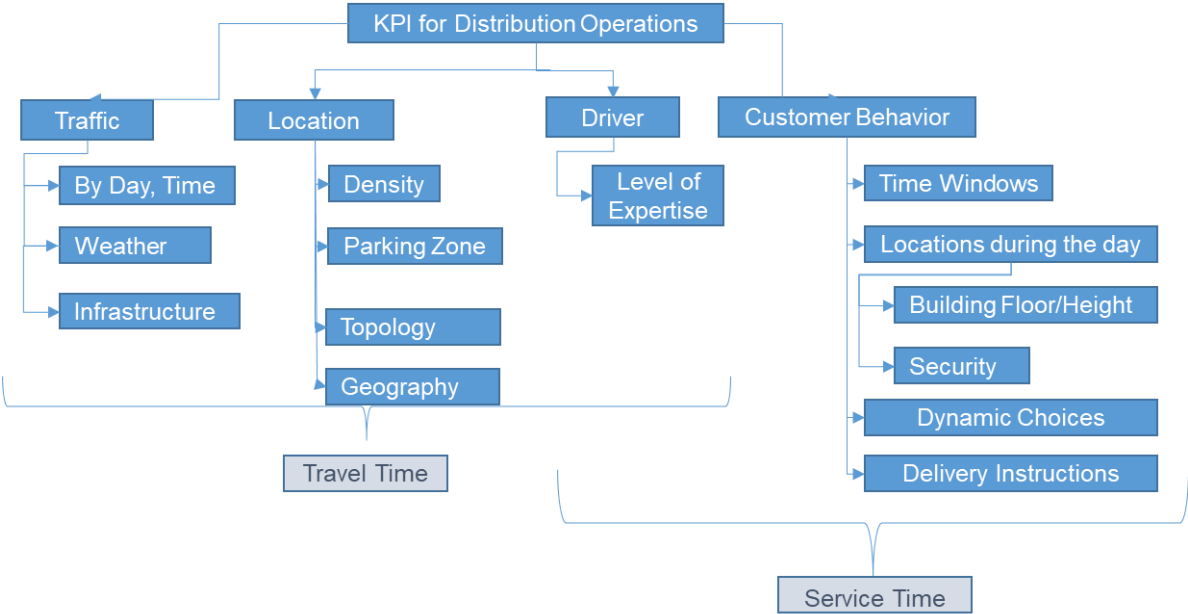 KPI for Distribution Operations
Traffic
Location
Driver
Customer Behavior
By Day, Time
Weather
Infrastructure
Density
Parking Zone
Topology
Geography
Level of
Expertise
Time Windows
Locations during the day
Building Floor/Height
Security
Dynamic Choices
Delivery Instructions
Travel Time
Service Time